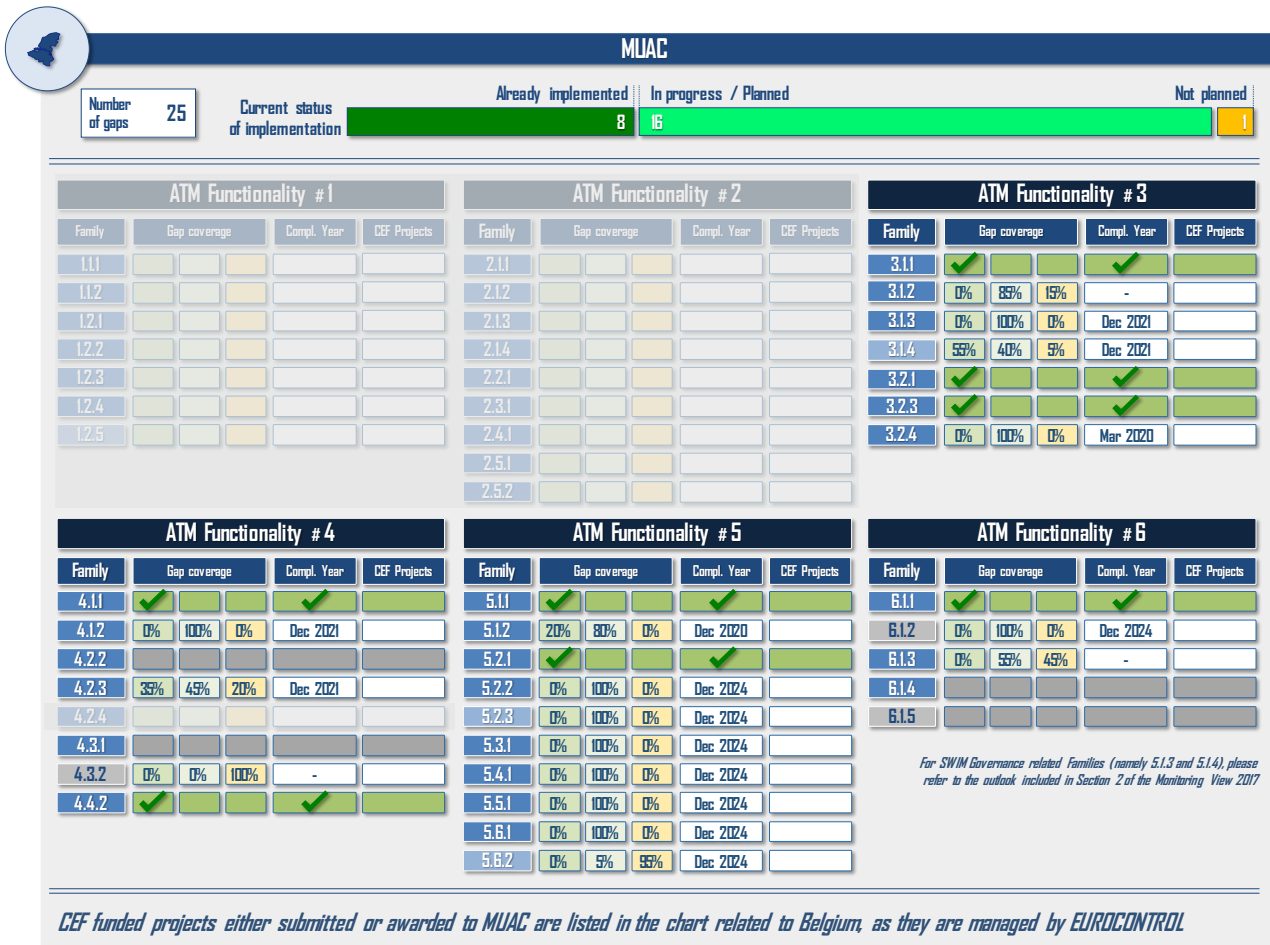 MUAC
Number of gaps 25
Current status of implementation
Already implemented In progress / Planned Not planned
8 16 1
ATM Functionality #1
Family Gap coverage Compl. Year CEF Projects
1.1.1
1.1.2
1.2.1
1.2.2
1.2.3
1.2.4
1.2.5
ATM Functionality #2
Family Gap coverage Compl. Year CEF Projects
2.1.1
2.1.2
2.1.3
2.1.4
2.2.1
2.3.1
2.4.1
2.5.1
2.5.2
ATM Functionality #3
Family Gap coverage Compl. Year CEF Projects
3.1.1
3.1.2 0% 85% 15% -
3.1.3 0% 100% 0% Dec 2021
3.1.4 55% 40% 5% Dec 2021
3.2.1
3.2.3
3.2.4 0% 100% 0% Mar 2020
ATM Functionality #4
Family Gap coverage Compl. Year CEF Projects
4.1.1
4.1.2 0% 100% 0% Dec 2021
4.2.2
4.2.3 35% 45% 20% Dec 2021
4.2.4
4.3.1
4.3.2 0% 0% 100% -
4.4.2
ATM Functionality #5
Family Gap coverage Compl. Year CEF Projects
5.1.1
5.1.2 20% 80% 0% Dec 2020
5.2.1
5.2.2 0% 100% 0% Dec 2024
5.2.3 0% 100% 0% Dec 2024
5.3.1 0% 100% 0% Dec 2024
5.4.1 0% 100% 0% Dec 2024
5.5.1 0% 100% 0% Dec 2024
5.6.1 0% 100% 0% Dec 2024
5.6.2 0% 5% 95% Dec 2024
ATM Functionality #6
Family Gap coverage Compl. Year CEF Projects
6.1.1
6.1.2 0% 100% 0% Dec 2024
6.1.3 0% 55% 45% -
6.1.4
6.1.5
For SWIM Governance related Families (namely 5.1.3 and 5.1.4), please
refer to the outlook included in Section 2 of the Monitoring View 2017
CEF funded projects either submitted or awarded to MUAC are listed in the chart related to Belgium, as they are managed by EUROCONTROL